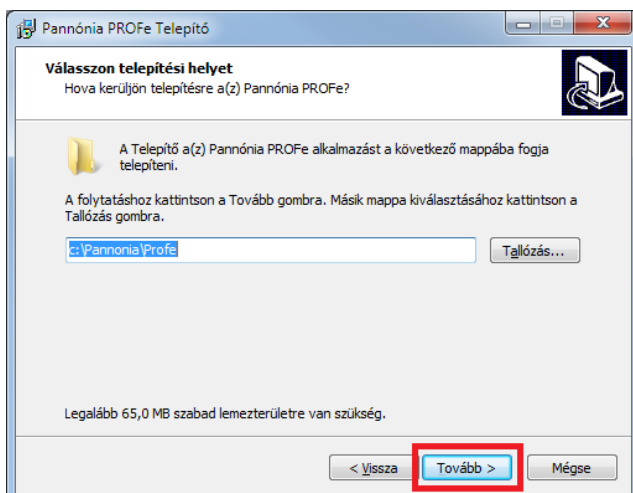 Pannónia PROFe Telepítő
Válasszon telepítési helyet
Hova kerüljön telepítésre a(z) Pannónia PROFe?
A Telepítő a(z) Pannónia PROFe alkalmazást a következő mappába fogja
telepíteni.
A folytatáshoz kattintson a Tovább gombra. Másik mappa kiválasztásához kattintson a
Tallózás gombra.
c:\Pannonia\Profe
Tallózás...
Legalább 65,0 MB szabad lemezterületre van szükség.
< Vissza
Tovább >
Mégse